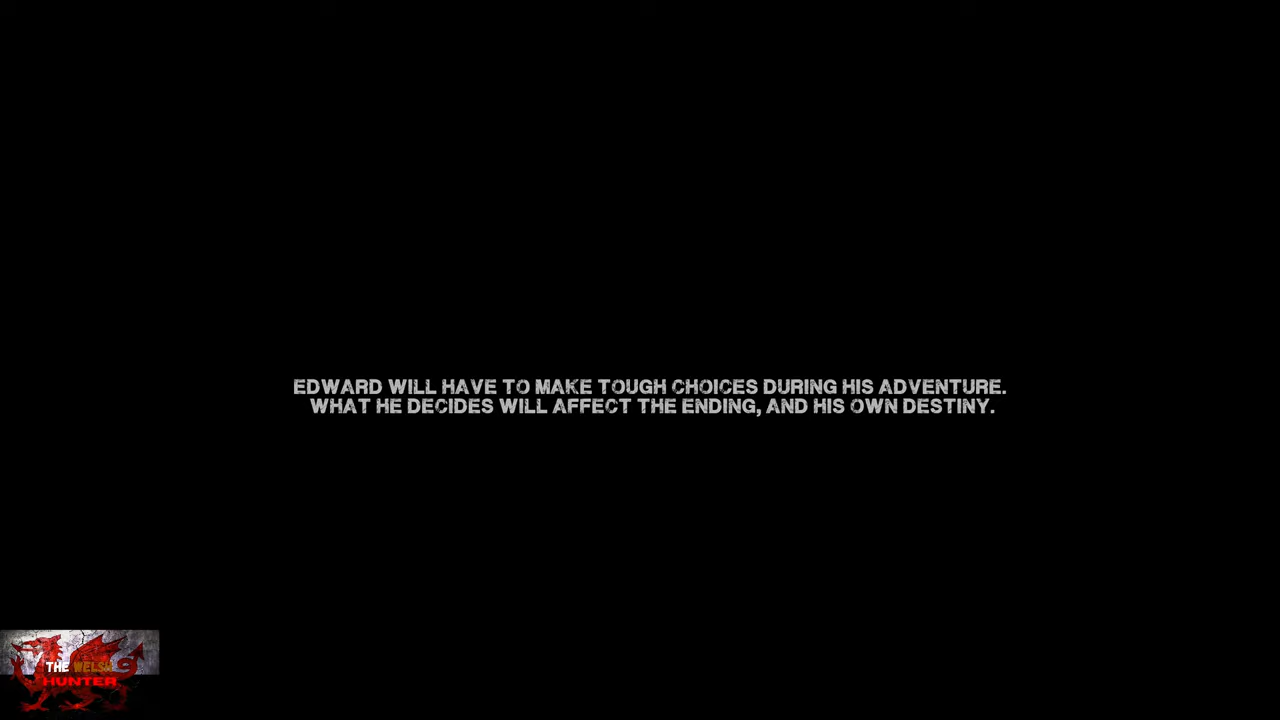 EDWARD WILL HAVE TO MAKE TOUGH CHOICES DURING HIS ADVENTURE.
WHAT HE DECIDES WILL AFFECT THE ENDING, AND HIS OWN DESTINY.
THE WELSH
HUNTER